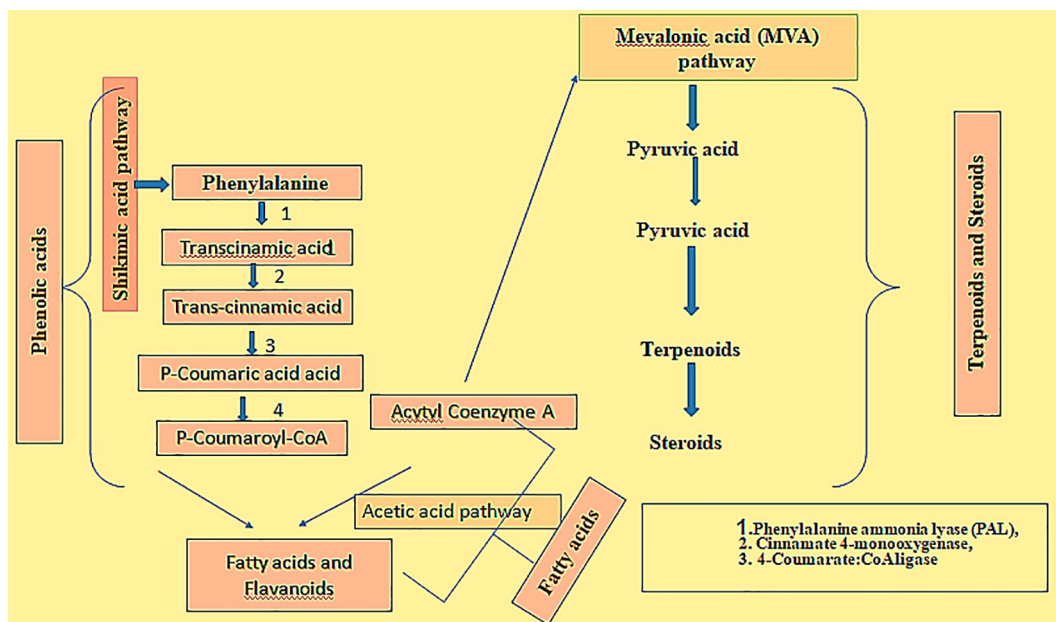 Mevalonic acid (MVA)
pathway
Phenolic acids
Shikimic acid pathway
Phenylalanine
1
Transcinamic acid1
2
Trans-cinnamic acid
3
P-Coumaric acid acid
4
P-Coumaroyl-CoA
Acytyl Coenzyme A
Acetic acid pathway
Fatty acids and
Flavanoids
Fatty acids
Pyruvic acid
Pyruvic acid
Terpenoids
Steroids
Terpenoids and Steroids
1.Phenylalanine ammonia lyase (PAL),
2. Cinnamate 4-monooxygenase,
3. 4-Coumarate:CoAligase